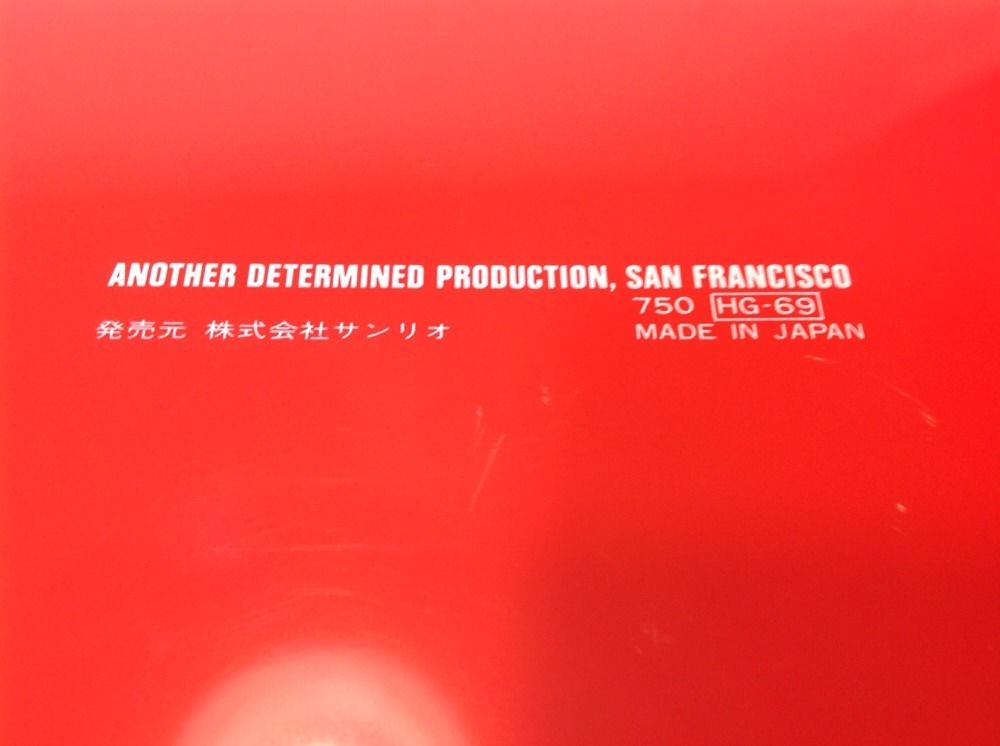 ANOTHER DETERMINED PRODUCTION, SAN FRANCISCO
750 HG-69
発売元 株式会社サンリオ
MADE IN JAPAN